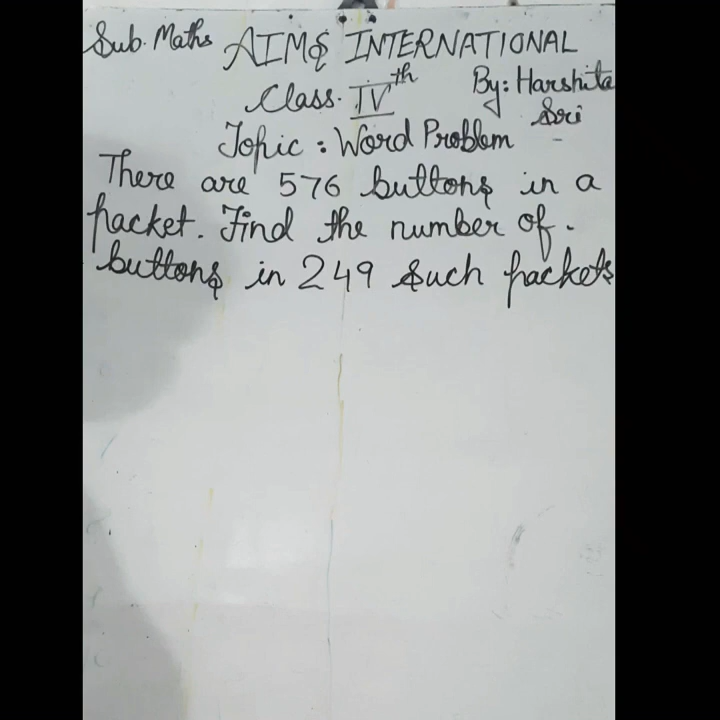 Sub. Maths AIMS INTERNATIONAL
Class. IVth By: Harshita
Sri
Topic : Word Problem
There are 576 buttons in a
packet. Find the number of.
buttons in 249 such packets